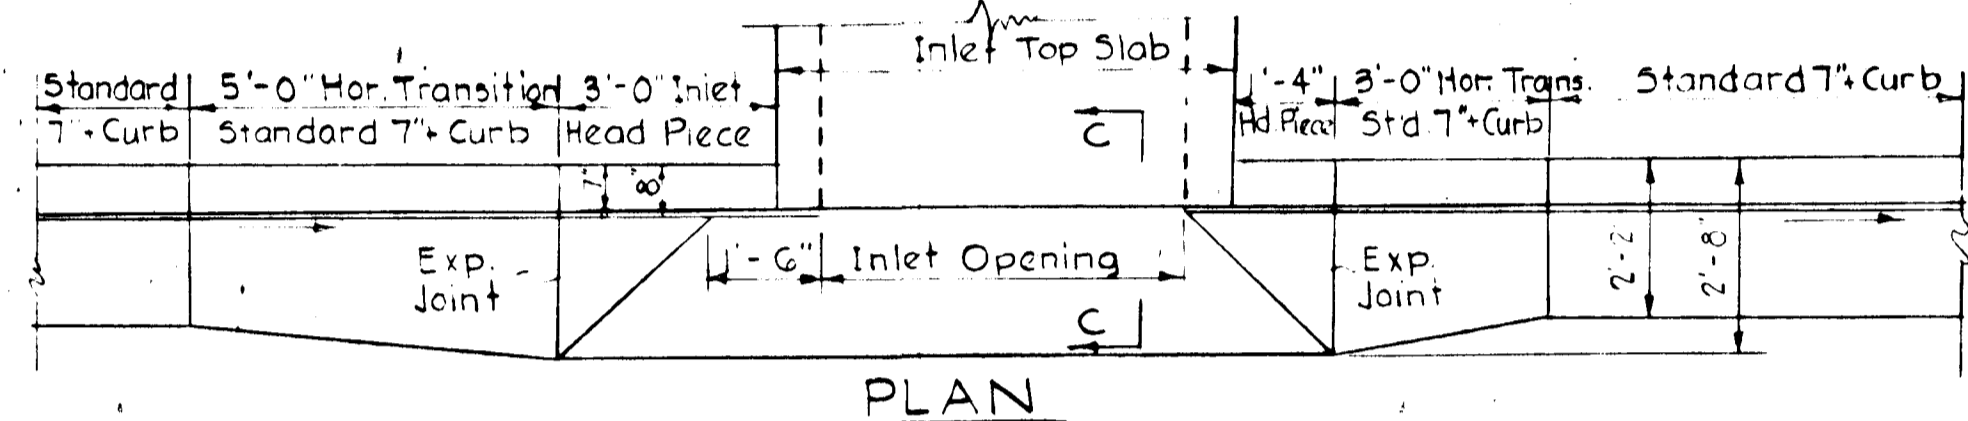 Inlet Top Slab
Standard
7"+ Curb
5'-0" Hor. Transition
Standard 7"+ Curb
3'-0" Inlet
Head Piece
1'-4"
Hd. Piece
3'-0" Hor. Trans.
Std. 7"+Curb
Standard 7"+ Curb
C
7"
8"
1'-6"
Inlet Opening
Exp.
Joint
Exp.
Joint
2'-2"
2'-8"
C
PLAN